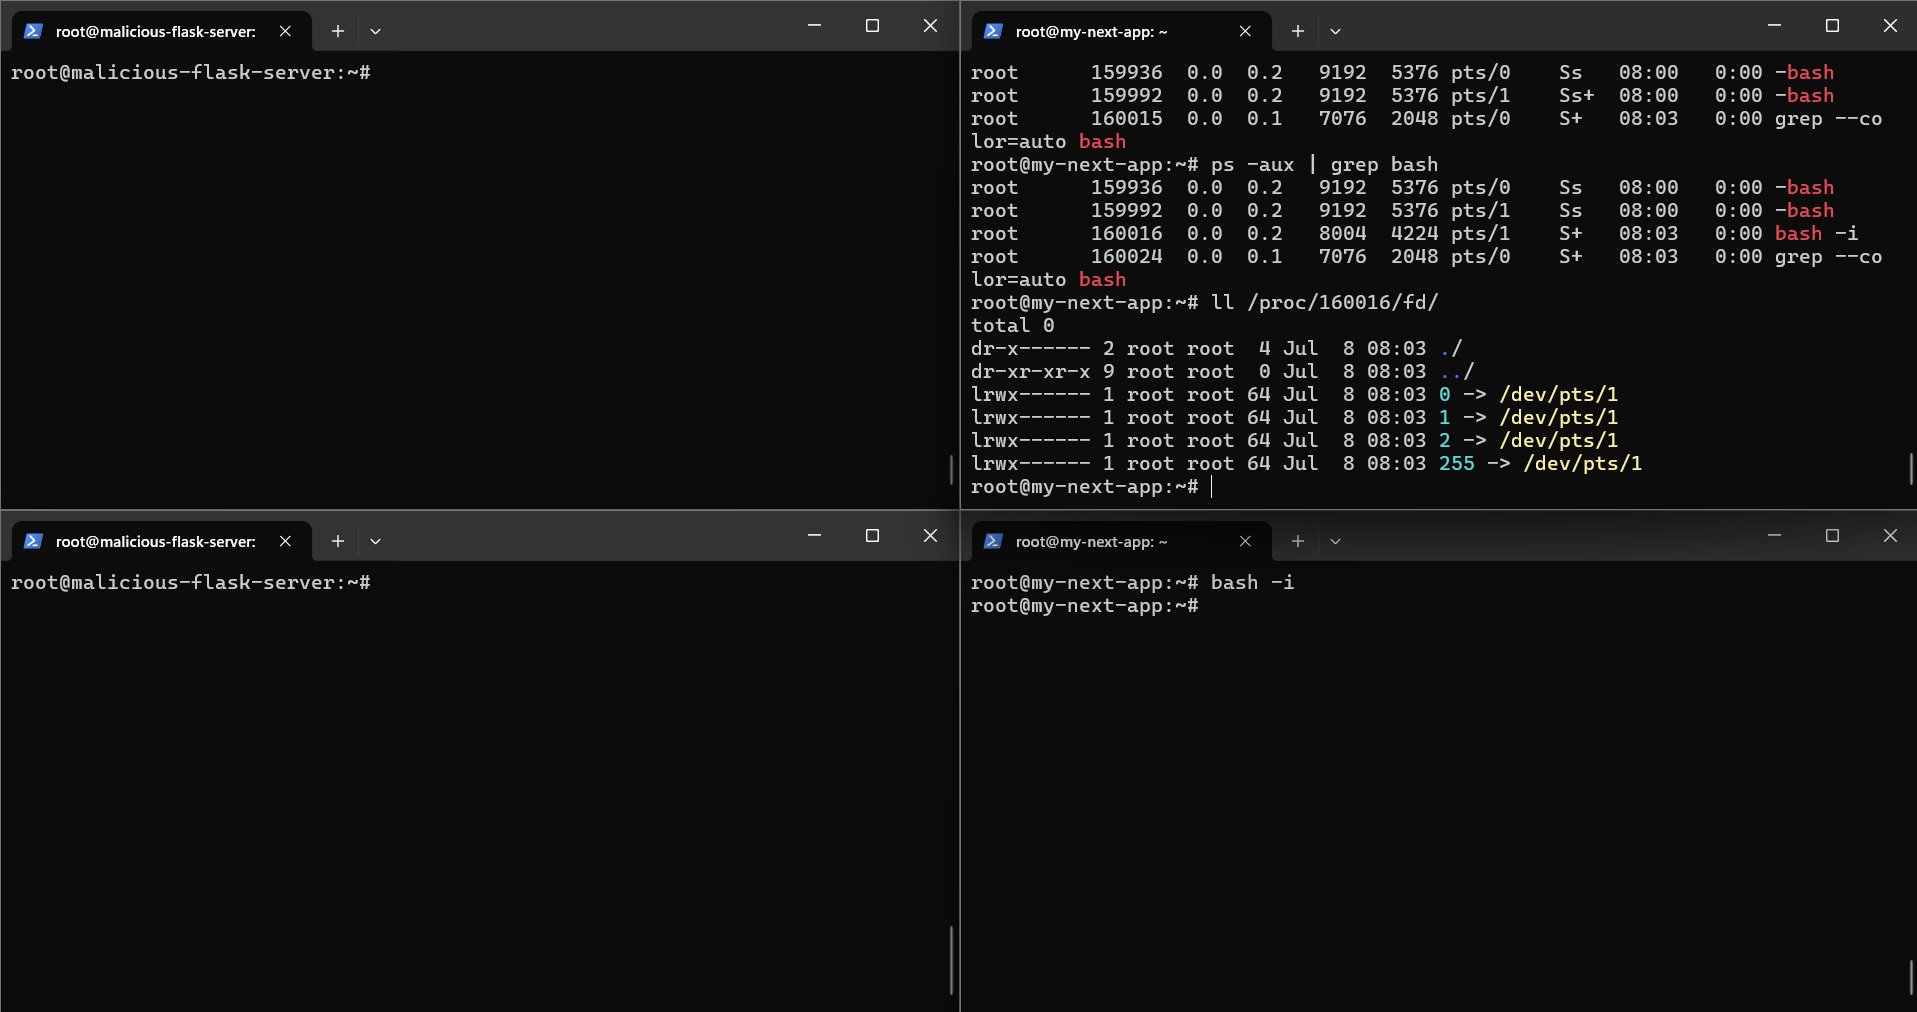 root@malicious-flask-server:
root@malicious-flask-server:~#
root@my-next-app: ~
root      159936  0.0  0.2   9192  5376 pts/0    Ss   08:00   0:00 -bash
root      159992  0.0  0.2   9192  5376 pts/1    Ss+  08:00   0:00 -bash
root      160015  0.0  0.1   7076  2048 pts/0    S+   08:03   0:00 grep --co
lor=auto bash
root@my-next-app:~# ps -aux | grep bash
root      159936  0.0  0.2   9192  5376 pts/0    Ss   08:00   0:00 -bash
root      159992  0.0  0.2   9192  5376 pts/1    Ss   08:00   0:00 -bash
root      160016  0.0  0.2   8004  4224 pts/1    S+   08:03   0:00 bash -i
root      160024  0.0  0.1   7076  2048 pts/0    S+   08:03   0:00 grep --co
lor=auto bash
root@my-next-app:~# ll /proc/160016/fd/
total 0
dr-x------ 2 root root  4 Jul  8 08:03 ./
dr-xr-xr-x 9 root root  0 Jul  8 08:03 ../
lrwx------ 1 root root 64 Jul  8 08:03 0 -> /dev/pts/1
lrwx------ 1 root root 64 Jul  8 08:03 1 -> /dev/pts/1
lrwx------ 1 root root 64 Jul  8 08:03 2 -> /dev/pts/1
lrwx------ 1 root root 64 Jul  8 08:03 255 -> /dev/pts/1
root@my-next-app:~#
root@malicious-flask-server:
root@malicious-flask-server:~#
root@my-next-app: ~
root@my-next-app:~# bash -i
root@my-next-app:~#